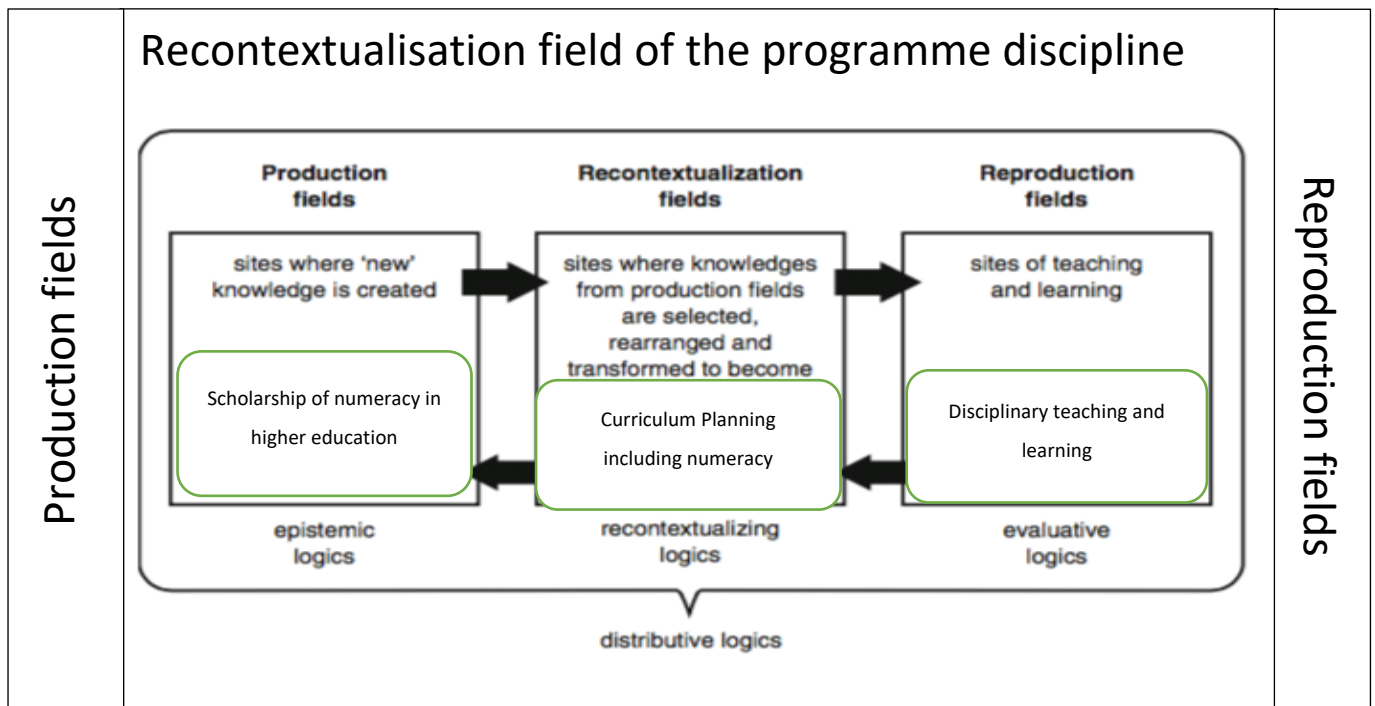 Recontextualisation field of the programme discipline
Production fields
Production
fields
sites where ‘new’
knowledge is created
Scholarship of numeracy in
higher education
epistemic
logics
Recontextualization
fields
sites where knowledges
from production fields
are selected,
rearranged and
transformed to become
Curriculum Planning
including numeracy
recontextualizing
logics
Reproduction
fields
sites of teaching
and learning
Disciplinary teaching and
learning
evaluative
logics
distributive logics
Reproduction fields